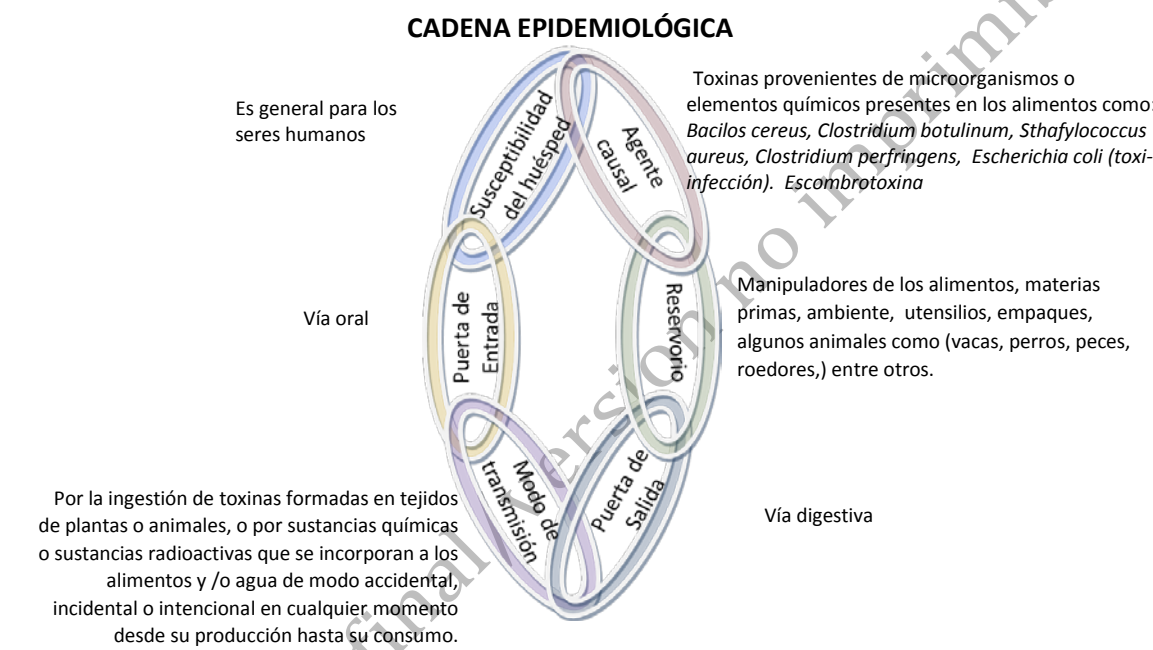 CADENA EPIDEMIOLÓGICA
Es general para los
seres humanos
Susceptibilidad
del huésped
Agente
causal
Toxinas provenientes de microorganismos o
elementos químicos presentes en los alimentos como:
Bacilos cereus, Clostridium botulinum, Sthafylococcus
aureus, Clostridium perfringens, Escherichia coli (toxi-
infección). Escombrotoxina
Reservorio
Manipuladores de los alimentos, materias
primas, ambiente, utensilios, empaques,
algunos animales como (vacas, perros, peces,
roedores,) entre otros.
Vía oral
Puerta de
Entrada
Modo de
transmisión
Puerta de
Salida
Vía digestiva
Por la ingestión de toxinas formadas en tejidos
de plantas o animales, o por sustancias químicas
o sustancias radioactivas que se incorporan a los
alimentos y /o agua de modo accidental,
incidental o intencional en cualquier momento
desde su producción hasta su consumo.
final version no